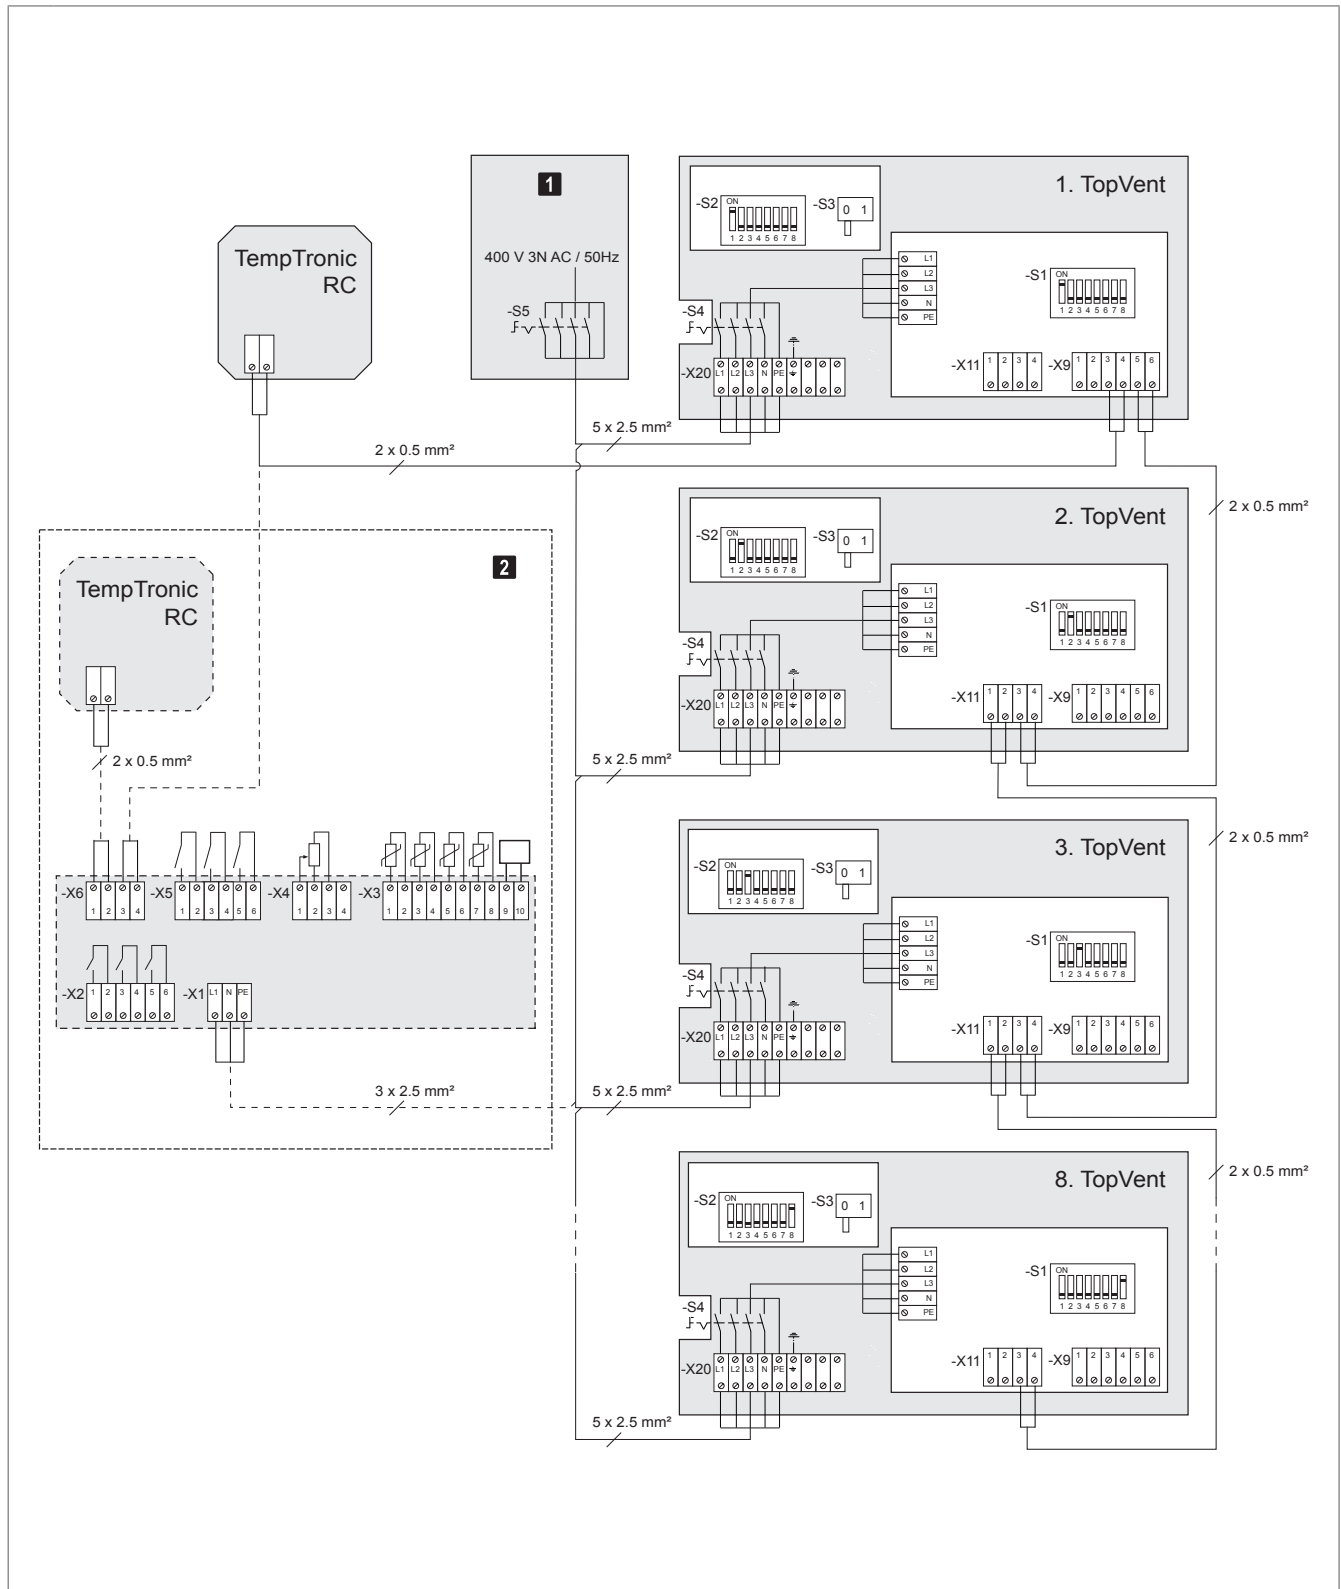 1
400 V 3N AC / 50Hz
-S5
TempTronic
RC
2 x 0.5 mm²
5 x 2.5 mm²
1. TopVent
-S2
ON
1 2 3 4 5 6 7 8
-S3
0 1
L1
L2
L3
N
PE
-S1
ON
1 2 3 4 5 6 7 8
-S4
-X20
L1 L2 L3 N PE
-X11
1 2 3 4
-X9
1 2 3 4 5 6
2 x 0.5 mm²
2. TopVent
-S2
ON
1 2 3 4 5 6 7 8
-S3
0 1
L1
L2
L3
N
PE
-S1
ON
1 2 3 4 5 6 7 8
-S4
-X20
L1 L2 L3 N PE
-X11
1 2 3 4
-X9
1 2 3 4 5 6
5 x 2.5 mm²
2 x 0.5 mm²
3. TopVent
-S2
ON
1 2 3 4 5 6 7 8
-S3
0 1
L1
L2
L3
N
PE
-S1
ON
1 2 3 4 5 6 7 8
-S4
-X20
L1 L2 L3 N PE
-X11
1 2 3 4
-X9
1 2 3 4 5 6
5 x 2.5 mm²
2 x 0.5 mm²
8. TopVent
-S2
ON
1 2 3 4 5 6 7 8
-S3
0 1
L1
L2
L3
N
PE
-S1
ON
1 2 3 4 5 6 7 8
-S4
-X20
L1 L2 L3 N PE
-X11
1 2 3 4
-X9
1 2 3 4 5 6
5 x 2.5 mm²
2
TempTronic
RC
2 x 0.5 mm²
-X6
1 2 3 4
-X5
1 2 3 4 5 6
-X4
1 2 3 4
-X3
1 2 3 4 5 6 7 8 9 10
-X2
1 2 3 4 5 6
-X1
L1 N PE
3 x 2.5 mm²